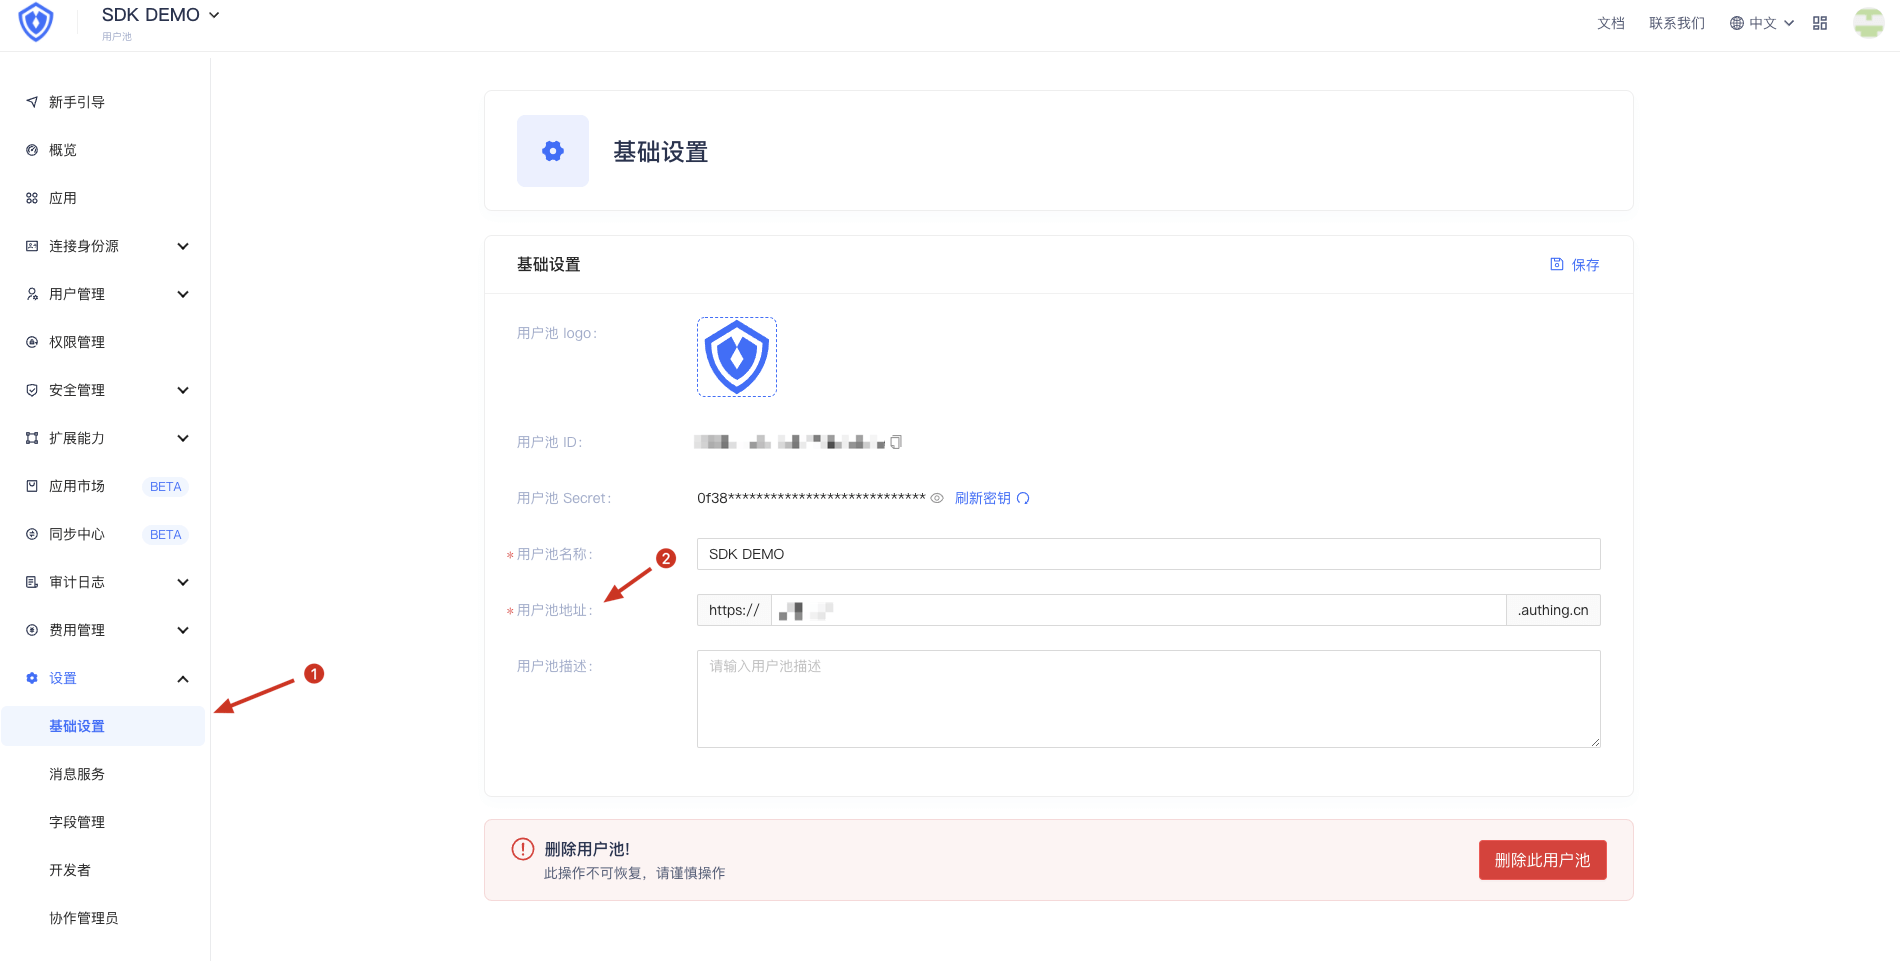 SDK DEMO
用户池
文档
联系我们
中文
新手引导
概览
应用
连接身份源
用户管理
权限管理
安全管理
扩展能力
应用市场 BETA
同步中心 BETA
审计日志
费用管理
设置
1
基础设置
消息服务
字段管理
开发者
协作管理员
基础设置
基础设置
保存
用户池 logo:
用户池 ID:
用户池 Secret:
0f38****************************
刷新密钥
* 用户池名称:
SDK DEMO
2
* 用户池地址:
https://
.authing.cn
用户池描述:
请输入用户池描述
删除用户池!
此操作不可恢复，请谨慎操作
删除此用户池